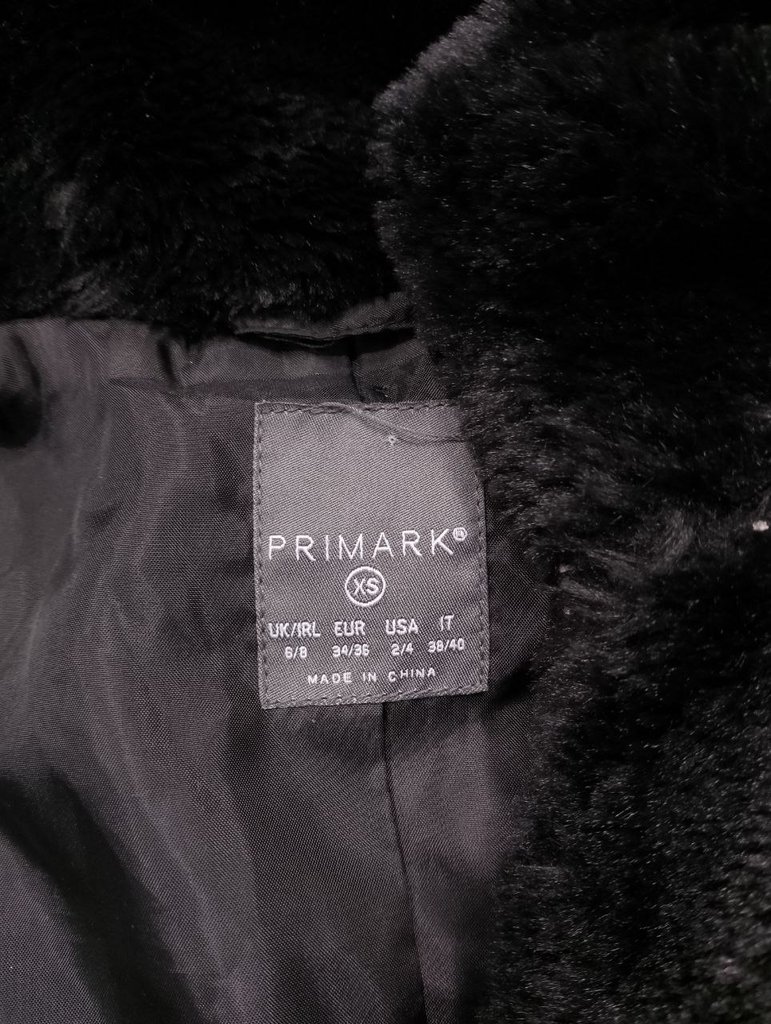 PRIMARK®
XS
UK/IRL EUR USA IT
6/8 34/36 2/4 38/40
MADE IN CHINA